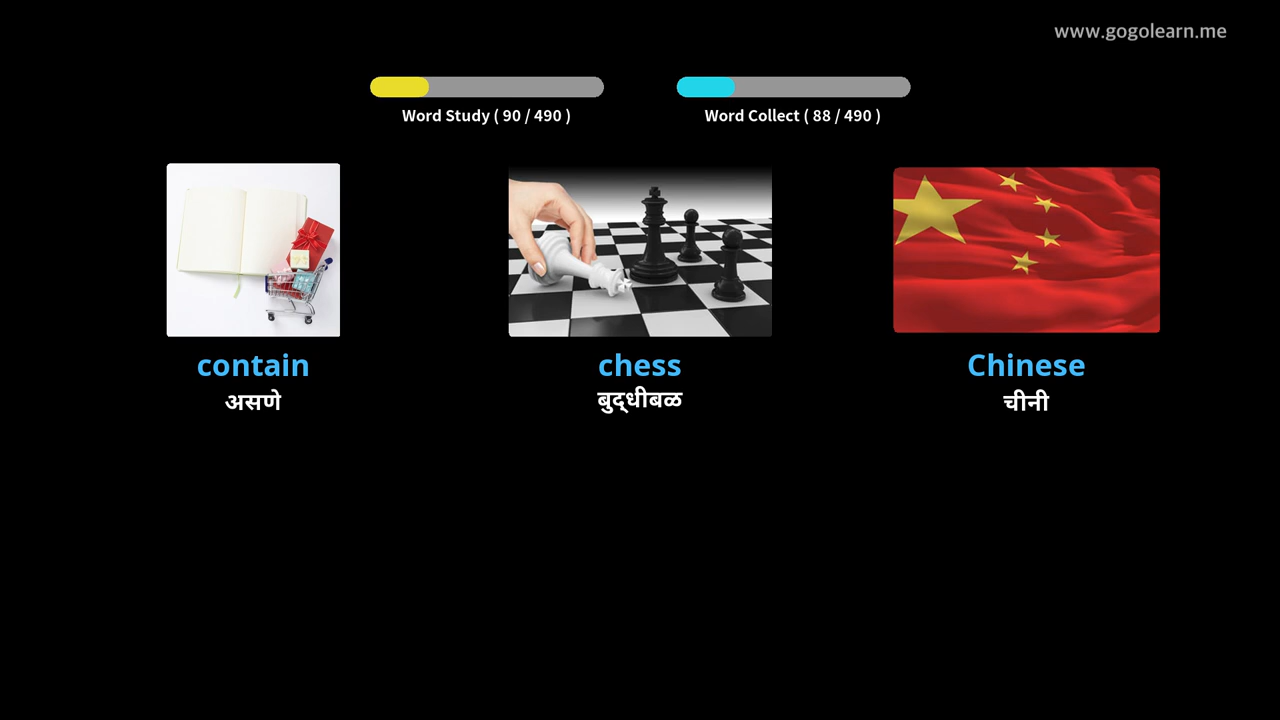 www.gogolearn.me
Word Study ( 90 / 490 )
Word Collect ( 88 / 490 )
contain
chess
Chinese
असणे
बुद्धीबळ
चीनी